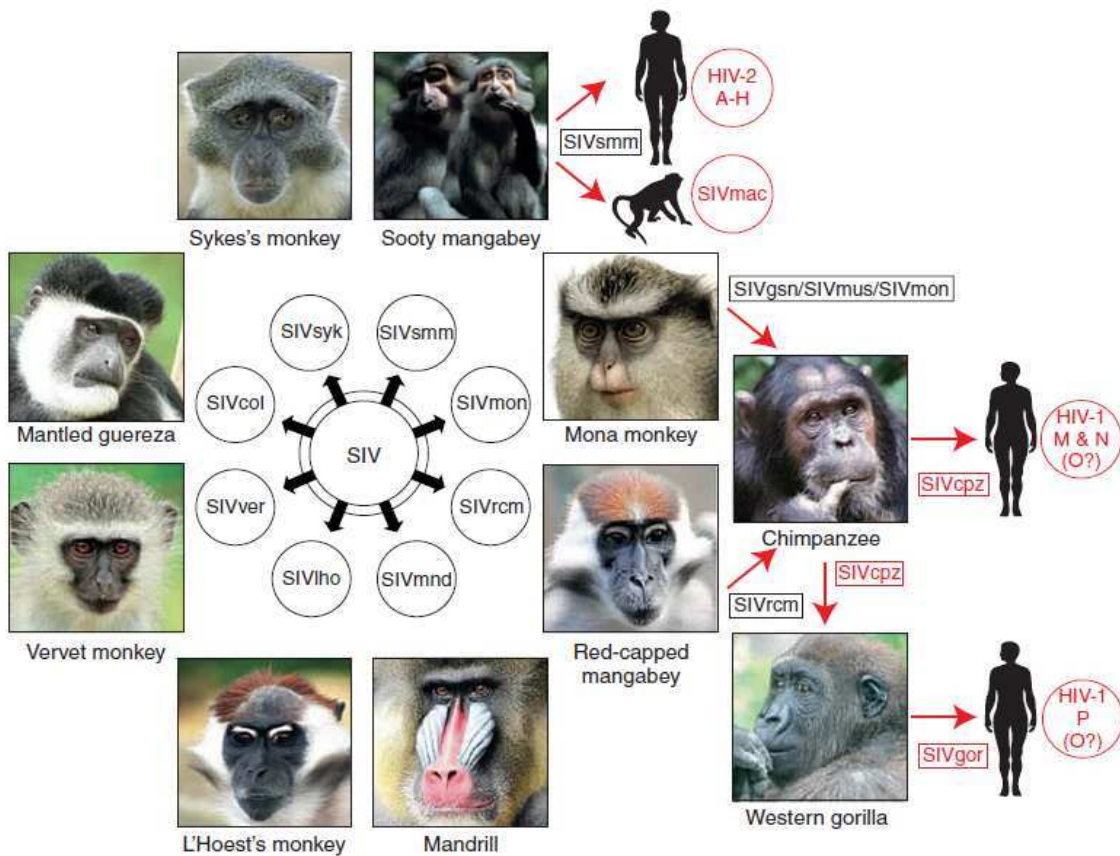 HIV-2
A-H
SIVsmm
SIVmac
Sykes's monkey
Sooty mangabey
SIVgsn/SIVmus/SIVmon
SIVsyk
SIVsmm
SIVcol
SIVmon
Mantled guereza
SIV
Mona monkey
HIV-1
M & N
(O?)
SIVcpz
SIVver
SIVrcm
Chimpanzee
SIVlho
SIVmnd
SIVcpz
SIVrcm
Vervet monkey
Red-capped
mangabey
HIV-1
P
(O?)
SIVgor
L'Hoest's monkey
Mandrill
Western gorilla